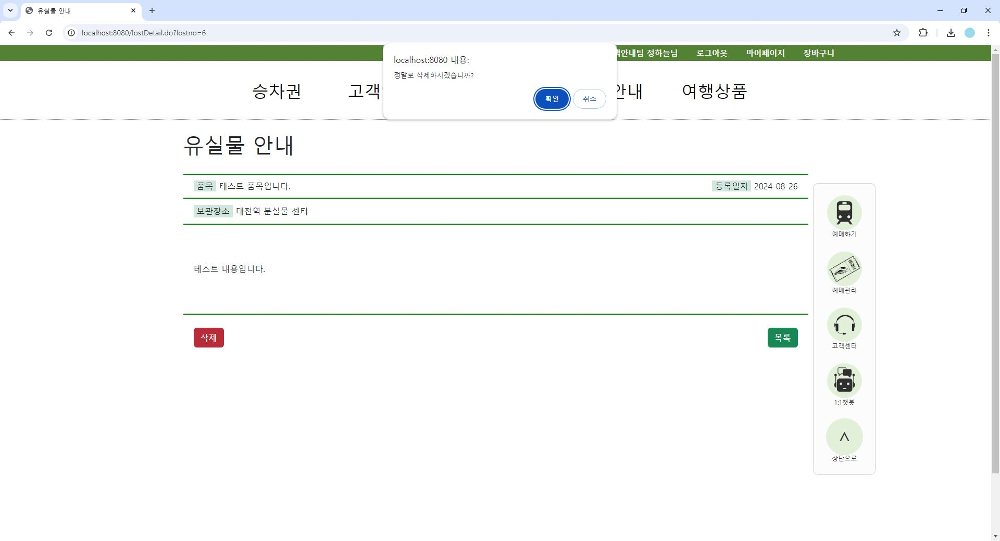 유실물 안내
localhost:8080/lostDetail.do?lostno=6
안내팀 정하늘님 로그아웃 마이페이지 장바구니
localhost:8080 내용:
정말로 삭제하시겠습니까?
확인 취소
승차권 고객 안내 여행상품
유실물 안내
품목 테스트 품목입니다. 등록일자 2024-08-26
보관장소 대전역 분실물 센터
테스트 내용입니다.
삭제 목록
예매하기
예매관리
고객센터
1:1챗봇
^
상단으로